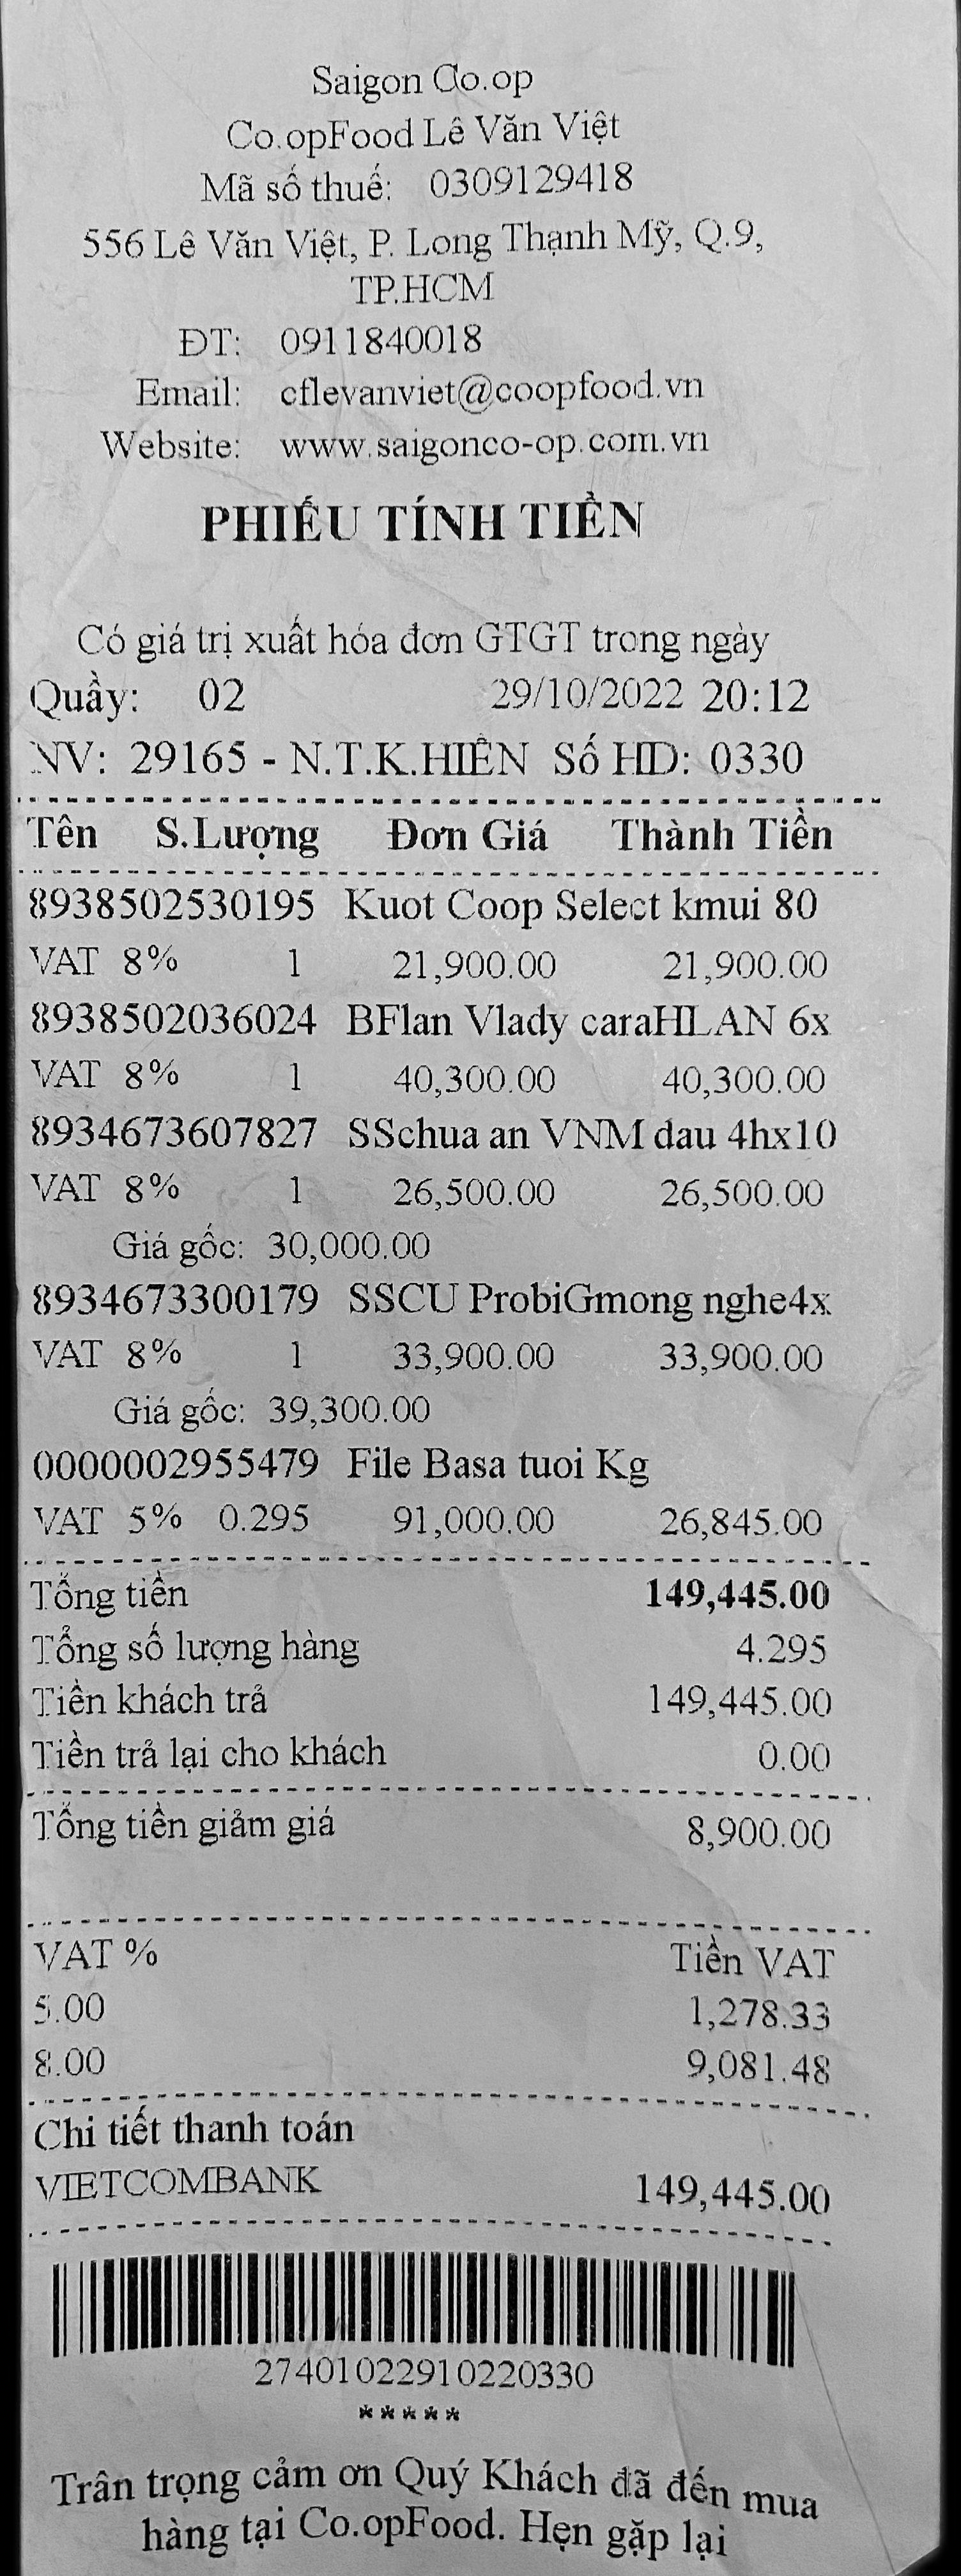 Saigon Co.op
Co.opFood Lê Văn Việt
Mã số thuế: 0309129418
556 Lê Văn Việt, P. Long Thạnh Mỹ, Q.9,
TP.HCM
ĐT: 0911840018
Email: cflevanviet@coopfood.vn
Website: www.saigonco-op.com.vn
PHIẾU TÍNH TIỀN
Có giá trị xuất hóa đơn GTGT trong ngày
Quầy: 02 29/10/2022 20:12
NV: 29165 - N.T.K.HIỀN Số HD: 0330
Tên S.Lượng Đơn Giá Thành Tiền
8938502530195 Kuot Coop Select kmui 80
VAT 8% 1 21,900.00 21,900.00
8938502036024 BFlan Vlady caraHLAN 6x
VAT 8% 1 40,300.00 40,300.00
8934673607827 SSchua an VNM dau 4hx10
VAT 8% 1 26,500.00 26,500.00
Giá gốc: 30,000.00
8934673300179 SSCU ProbiGmong nghe4x
VAT 8% 1 33,900.00 33,900.00
Giá gốc: 39,300.00
0000002955479 File Basa tuoi Kg
VAT 5% 0.295 91,000.00 26,845.00
Tổng tiền 149,445.00
Tổng số lượng hàng 4.295
Tiền khách trả 149,445.00
Tiền trả lại cho khách 0.00
Tổng tiền giảm giá 8,900.00
VAT % Tiền VAT
5.00 1,278.33
8.00 9,081.48
Chi tiết thanh toán
VIETCOMBANK 149,445.00
27401022910220330
*****
Trân trọng cảm ơn Quý Khách đã đến mua
hàng tại Co.opFood. Hẹn gặp lại